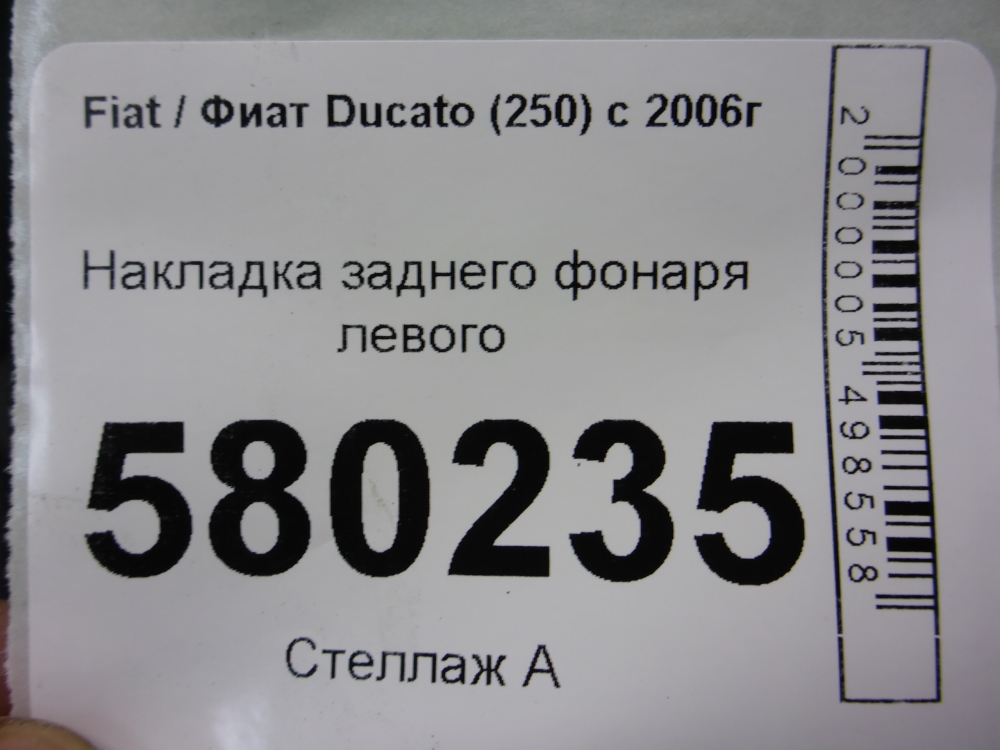 Fiat / Фиат Ducato (250) с 2006г
Накладка заднего фонаря
левого
580235
Стеллаж А
2000005498558